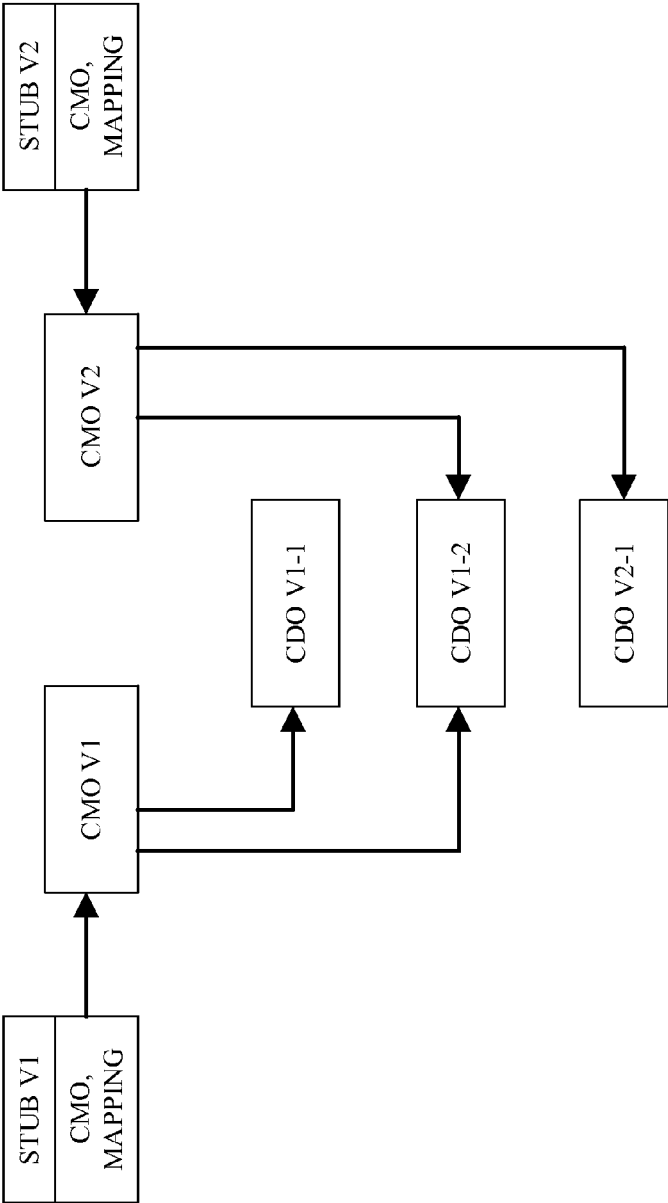 STUB V1
CMO,
MAPPING
CMO V1
CMO V2
STUB V2
CMO,
MAPPING
CDO V1-1
CDO V1-2
CDO V2-1